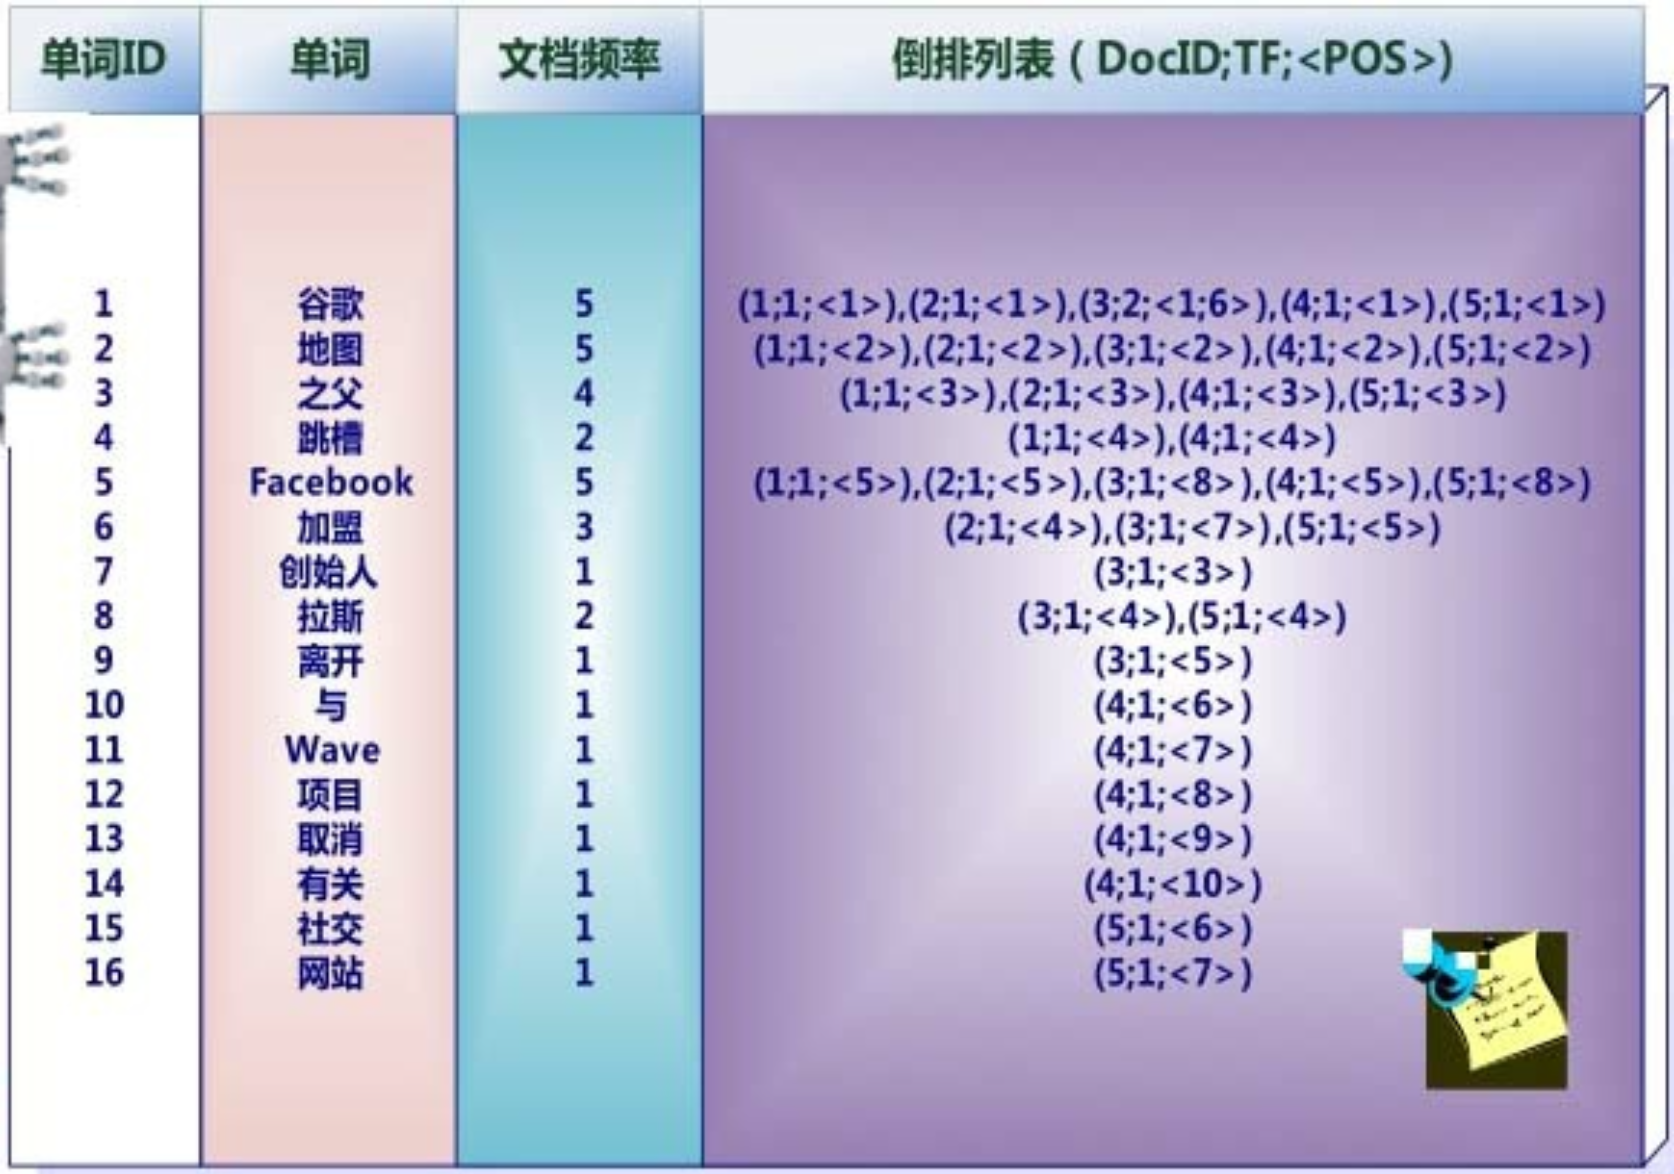 单词ID 单词 文档频率 倒排列表（DocID;TF;<POS>)
1 谷歌 5 (1;1;<1>),(2;1;<1>),(3;2;<1;6>),(4;1;<1>),(5;1;<1>)
2 地图 5 (1;1;<2>),(2;1;<2>),(3;1;<2>),(4;1;<2>),(5;1;<2>)
3 之父 4 (1;1;<3>),(2;1;<3>),(4;1;<3>),(5;1;<3>)
4 跳槽 2 (1;1;<4>),(4;1;<4>)
5 Facebook 5 (1;1;<5>),(2;1;<5>),(3;1;<8>),(4;1;<5>),(5;1;<8>)
6 加盟 3 (2;1;<4>),(3;1;<7>),(5;1;<5>)
7 创始人 1 (3;1;<3>)
8 拉斯 2 (3;1;<4>),(5;1;<4>)
9 离开 1 (3;1;<5>)
10 与 1 (4;1;<6>)
11 Wave 1 (4;1;<7>)
12 项目 1 (4;1;<8>)
13 取消 1 (4;1;<9>)
14 有关 1 (4;1;<10>)
15 社交 1 (5;1;<6>)
16 网站 1 (5;1;<7>)